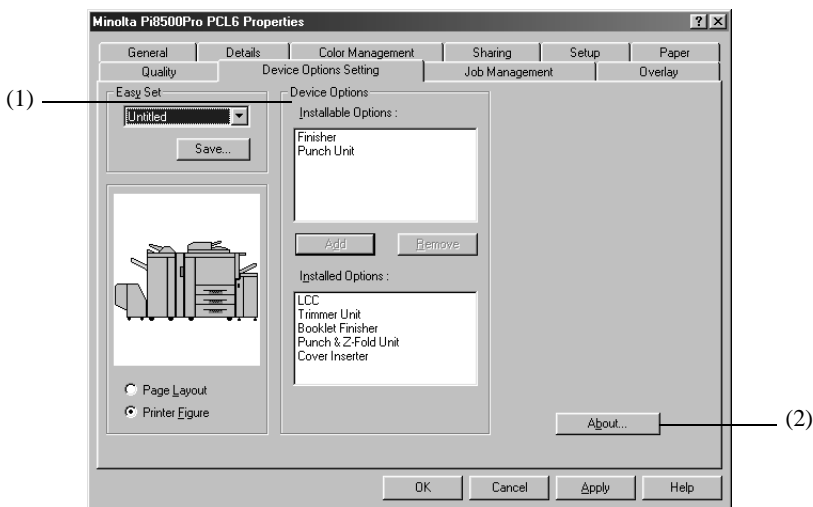 Minolta Pi8500Pro PCL6 Properties
General Details Color Management Sharing Setup Paper
Quality Device Options Setting Job Management Overlay
(1)
Easy Set
Untitled
Save...
Device Options
Installable Options :
Finisher
Punch Unit
Add Remove
Installed Options :
LCC
Trimmer Unit
Booklet Finisher
Punch & Z-Fold Unit
Cover Inserter
Page Layout
Printer Figure
About...
(2)
OK Cancel Apply Help